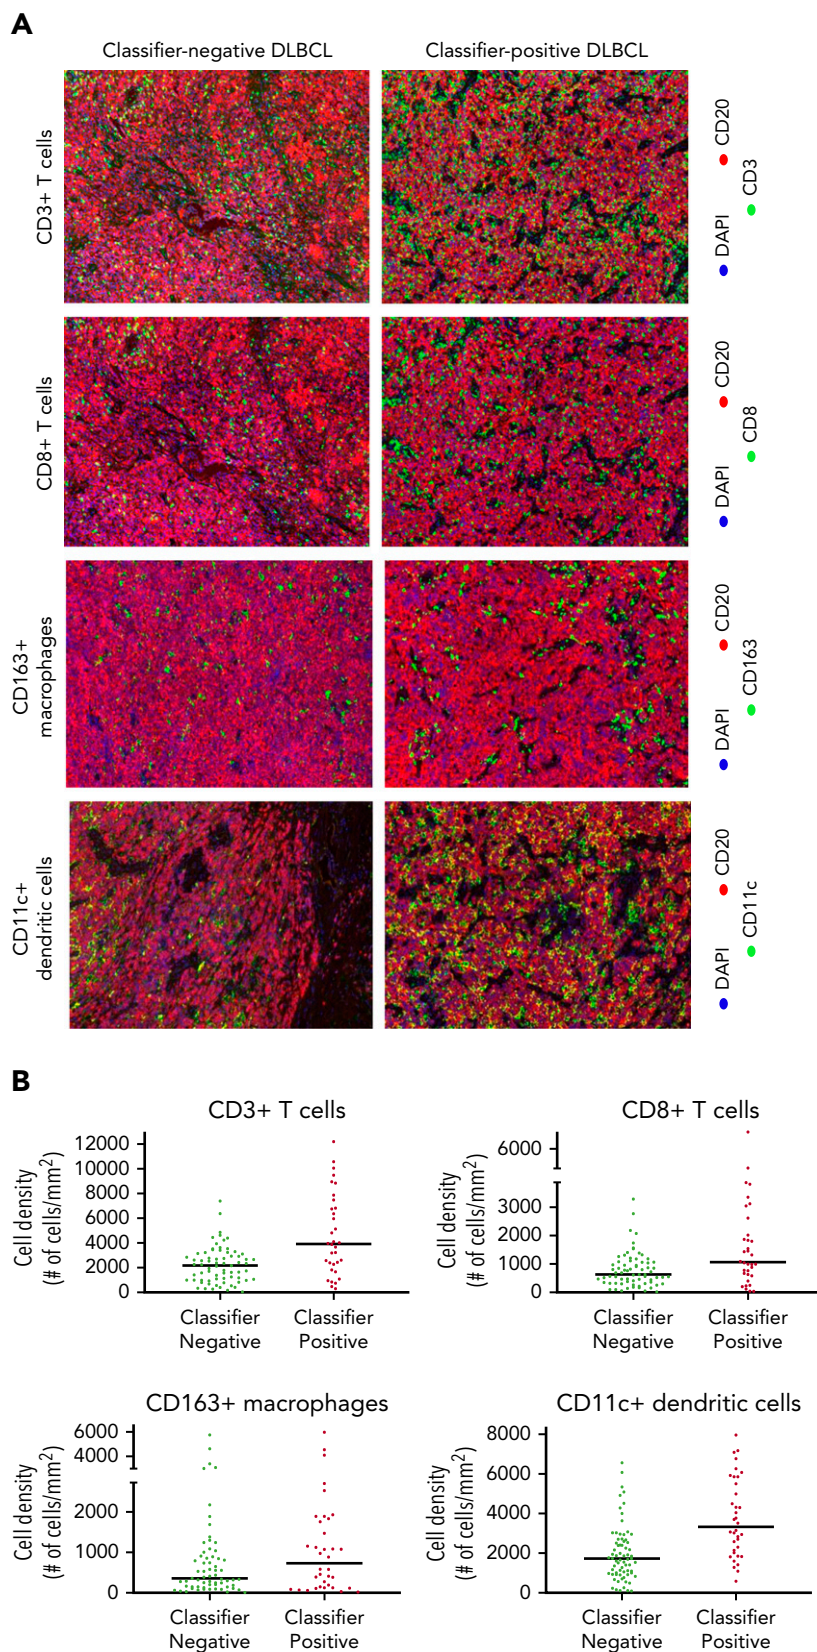 A
Classifier-negative DLBCL
Classifier-positive DLBCL
CD3+ T cells
DAPI
CD3
CD20
CD8+ T cells
DAPI
CD8
CD20
CD163+
macrophages
DAPI
CD163
CD20
CD11c+
dendritic cells
DAPI
CD11c
CD20
B
CD3+ T cells
Cell density
(# of cells/mm²)
12000
10000
8000
6000
4000
2000
0
Classifier
Negative
Classifier
Positive
CD8+ T cells
Cell density
(# of cells/mm²)
6000
3000
2000
1000
0
Classifier
Negative
Classifier
Positive
CD163+ macrophages
Cell density
(# of cells/mm²)
6000
4000
2000
1000
0
Classifier
Negative
Classifier
Positive
CD11c+ dendritic cells
Cell density
(# of cells/mm²)
8000
6000
4000
2000
0
Classifier
Negative
Classifier
Positive